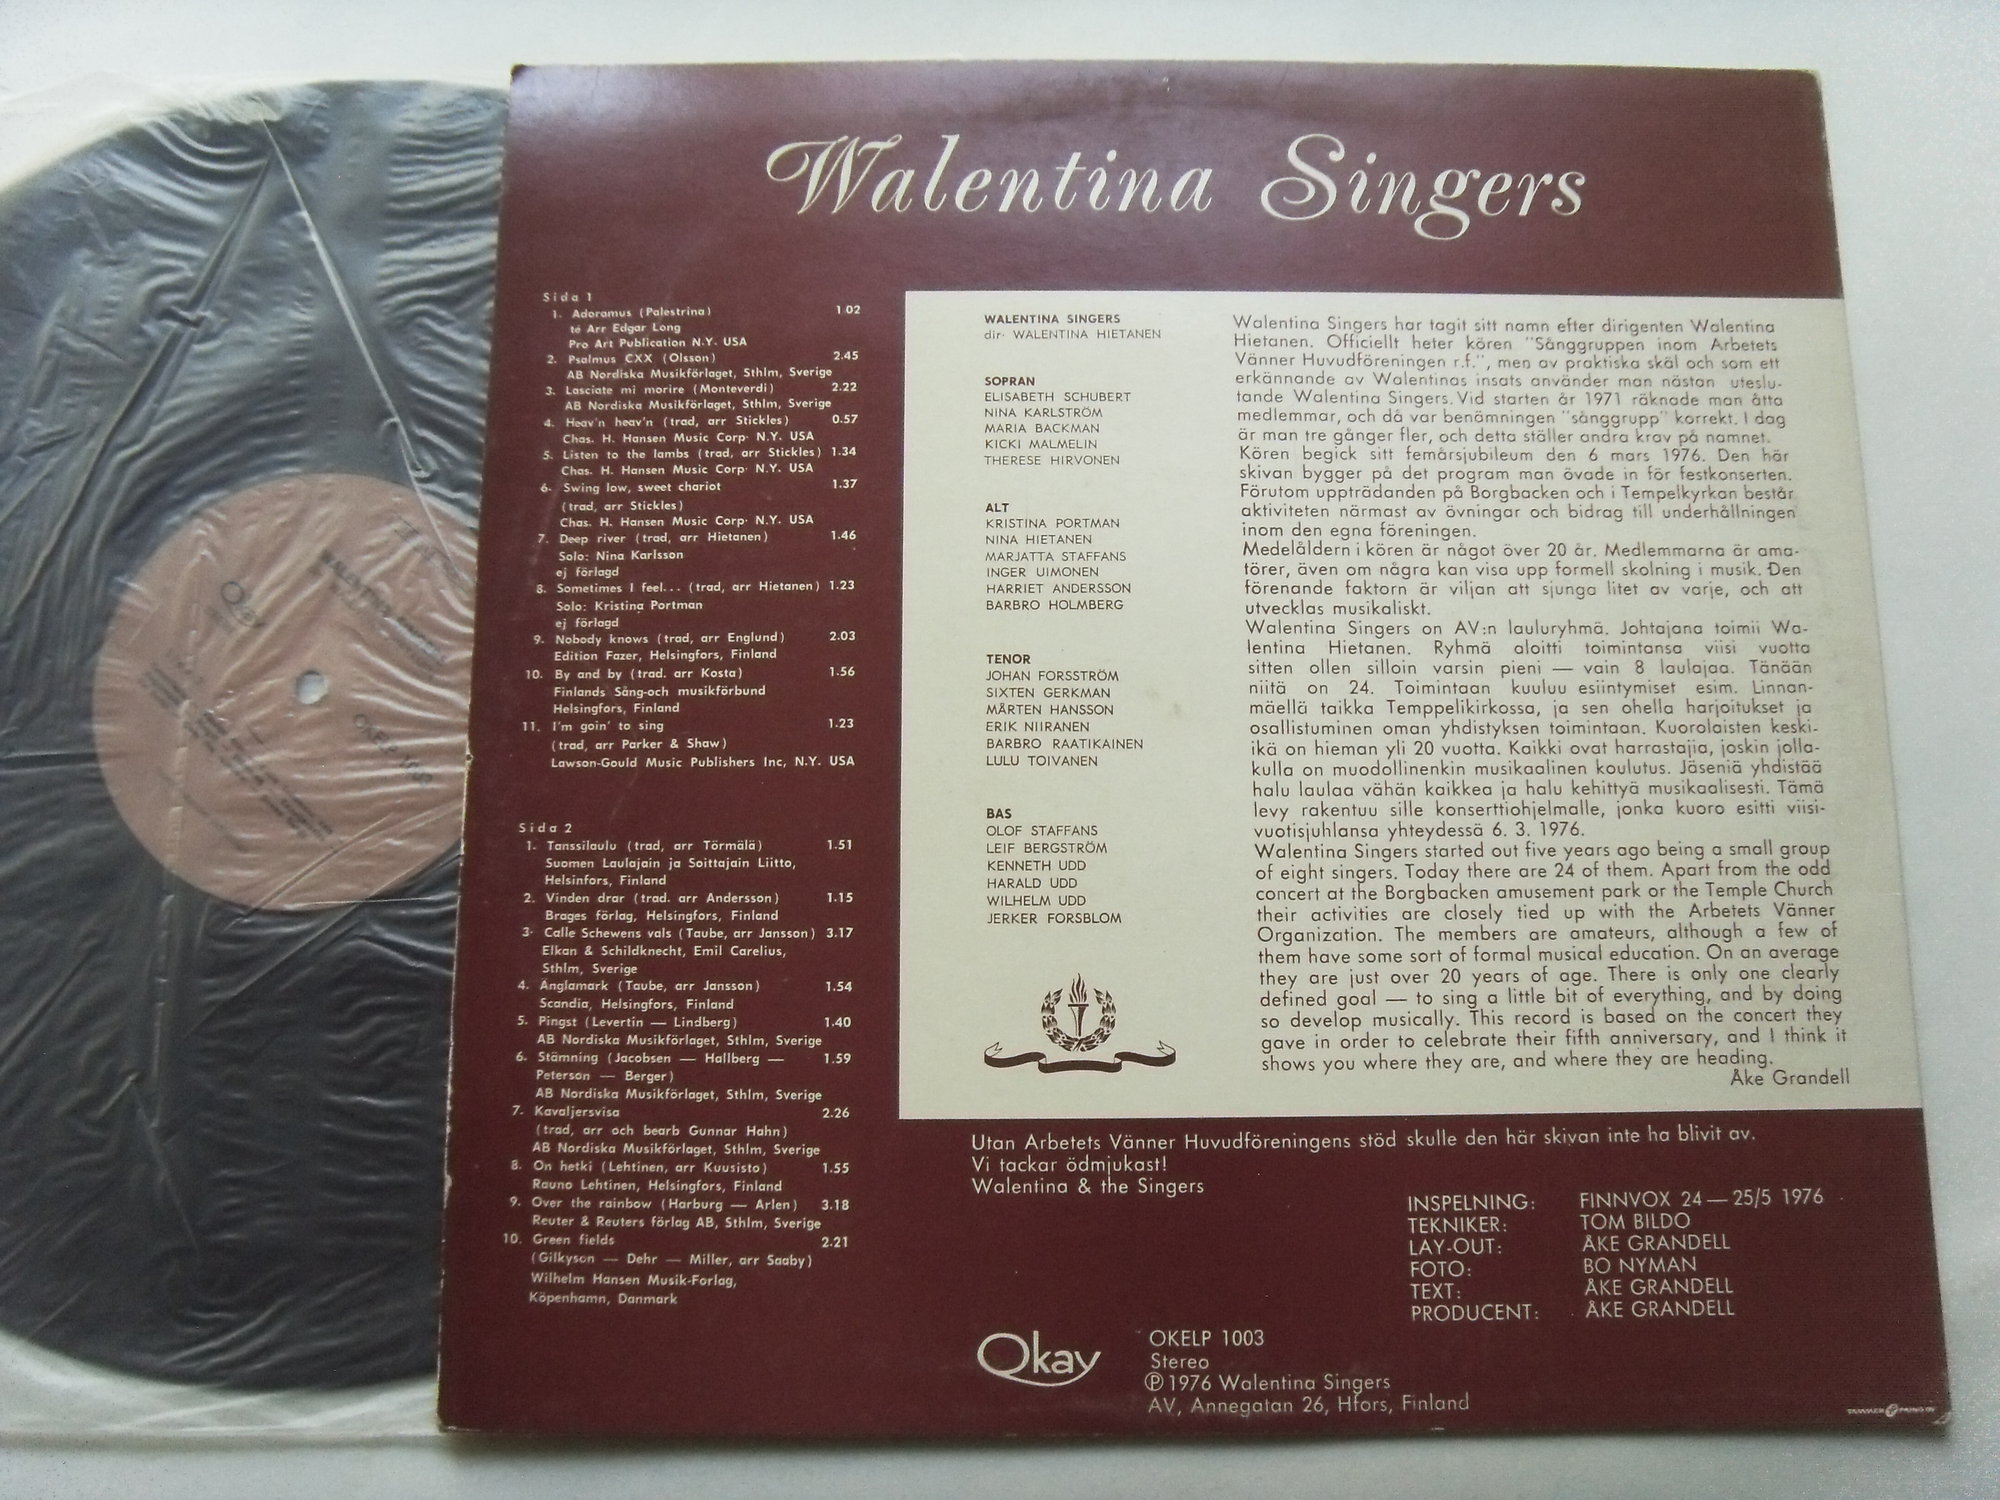 Walentina Singers
Sida 1
1. Adoramus (Palestrina) 1.02
té Arr Edgar Long
Pro Art Publication N.Y. USA
2. Psalmus CXX (Olsson) 2.45
AB Nordiska Musikförlaget, Sthlm, Sverige
3. Lasciate mi morire (Monteverdi) 2.22
AB Nordiska Musikförlaget, Sthlm, Sverige
4. Heav'n heav'n (trad, arr Stickles) 0.57
Chas. H. Hansen Music Corp. N.Y. USA
5. Listen to the lambs (trad, arr Stickles) 1.34
Chas. H. Hansen Music Corp. N.Y. USA
6. Swing low, sweet chariot 1.37
(trad, arr Stickles)
Chas. H. Hansen Music Corp. N.Y. USA
7. Deep river (trad, arr Hietanen) 1.46
Solo: Nina Karlsson
ej förlagd
8. Sometimes I feel... (trad, arr Hietanen) 1.23
Solo: Kristina Portman
ej förlagd
9. Nobody knows (trad, arr Englund) 2.03
Edition Fazer, Helsingfors, Finland
10. By and by (trad. arr Kosta) 1.56
Finlands Sång-och musikförbund
Helsingfors, Finland
11. I'm goin' to sing 1.23
(trad, arr Parker & Shaw)
Lawson-Gould Music Publishers Inc, N.Y. USA
Sida 2
1. Tanssilaulu (trad, arr Törmälä) 1.51
Suomen Laulajain ja Soittajain Liitto,
Helsinfors, Finland
2. Vinden drar (trad. arr Andersson) 1.15
Brages förlag, Helsingfors, Finland
3. Calle Schewens vals (Taube, arr Jansson) 3.17
Elkan & Schildknecht, Emil Carelius,
Sthlm, Sverige
4. Änglamark (Taube, arr Jansson) 1.54
Scandia, Helsingfors, Finland
5. Pingst (Levertin — Lindberg) 1.40
AB Nordiska Musikförlaget, Sthlm, Sverige
6. Stämning (Jacobsen — Hallberg — 1.59
Peterson — Berger)
AB Nordiska Musikförlaget, Sthlm, Sverige
7. Kavaljersvisa 2.26
(trad, arr och bearb Gunnar Hahn)
AB Nordiska Musikförlaget, Sthlm, Sverige
8. On hetki (Lehtinen, arr Kuusisto) 1.55
Rauno Lehtinen, Helsingfors, Finland
9. Over the rainbow (Harburg — Arlen) 3.18
Reuter & Reuters förlag AB, Sthlm, Sverige
10. Green fields 2.21
(Gilkyson — Dehr — Miller, arr Saaby)
Wilhelm Hansen Musik-Forlag,
Köpenhamn, Danmark
WALENTINA SINGERS
dir. WALENTINA HIETANEN
SOPRAN
ELISABETH SCHUBERT
NINA KARLSTRÖM
MARIA BACKMAN
KICKI MALMELIN
THERESE HIRVONEN
ALT
KRISTINA PORTMAN
NINA HIETANEN
MARJATTA STAFFANS
INGER UIMONEN
HARRIET ANDERSSON
BARBRO HOLMBERG
TENOR
JOHAN FORSSTRÖM
SIXTEN GERKMAN
MÅRTEN HANSSON
ERIK NIIRANEN
BARBRO RAATIKAINEN
LULU TOIVANEN
BAS
OLOF STAFFANS
LEIF BERGSTRÖM
KENNETH UDD
HARALD UDD
WILHELM UDD
JERKER FORSBLOM
Walentina Singers har tagit sitt namn efter dirigenten Walentina
Hietanen. Officiellt heter kören "Sånggruppen inom Arbetets
Vänner Huvudföreningen r.f.", men av praktiska skäl och som ett
erkännande av Walentinas insats använder man nästan uteslu-
tande Walentina Singers. Vid starten år 1971 räknade man åtta
medlemmar, och då var benämningen "sånggrupp" korrekt. I dag
är man tre gånger fler, och detta ställer andra krav på namnet.
Kören begick sitt femårsjubileum den 6 mars 1976. Den här
skivan bygger på det program man övade in för festkonserten.
Förutom uppträdanden på Borgbacken och i Tempelkyrkan består
aktiviteten närmast av övningar och bidrag till underhållningen
inom den egna föreningen.
Medelåldern i kören är något över 20 år. Medlemmarna är ama-
törer, även om några kan visa upp formell skolning i musik. Den
förenande faktorn är viljan att sjunga litet av varje, och att
utvecklas musikaliskt.
Walentina Singers on AV:n lauluryhmä. Johtajana toimii Wa-
lentina Hietanen. Ryhmä aloitti toimintansa viisi vuotta
sitten ollen silloin varsin pieni — vain 8 laulajaa. Tänään
niitä on 24. Toimintaan kuuluu esiintymiset esim. Linnan-
mäellä taikka Temppelikirkossa, ja sen ohella harjoitukset ja
osallistuminen oman yhdistyksen toimintaan. Kuorolaisten keski-
ikä on hieman yli 20 vuotta. Kaikki ovat harrastajia, joskin jolla-
kulla on muodollinenkin musikaalinen koulutus. Jäseniä yhdistää
halu laulaa vähän kaikkea ja halu kehittyä musikaalisesti. Tämä
levy rakentuu sille konserttiohjelmalle, jonka kuoro esitti viisi-
vuotisjuhlansa yhteydessä 6. 3. 1976.
Walentina Singers started out five years ago being a small group
of eight singers. Today there are 24 of them. Apart from the odd
concert at the Borgbacken amusement park or the Temple Church
their activities are closely tied up with the Arbetets Vänner
Organization. The members are amateurs, although a few of
them have some sort of formal musical education. On an average
they are just over 20 years of age. There is only one clearly
defined goal — to sing a little bit of everything, and by doing
so develop musically. This record is based on the concert they
gave in order to celebrate their fifth anniversary, and I think it
shows you where they are, and where they are heading.
Åke Grandell
Utan Arbetets Vänner Huvudföreningens stöd skulle den här skivan inte ha blivit av.
Vi tackar ödmjukast!
Walentina & the Singers
INSPELNING: FINNVOX 24—25/5 1976
TEKNIKER: TOM BILDO
LAY-OUT: ÅKE GRANDELL
FOTO: BO NYMAN
TEXT: ÅKE GRANDELL
PRODUCENT: ÅKE GRANDELL
Okay
OKELP 1003
Stereo
Ⓟ 1976 Walentina Singers
AV, Annegatan 26, Hfors, Finland
Okay